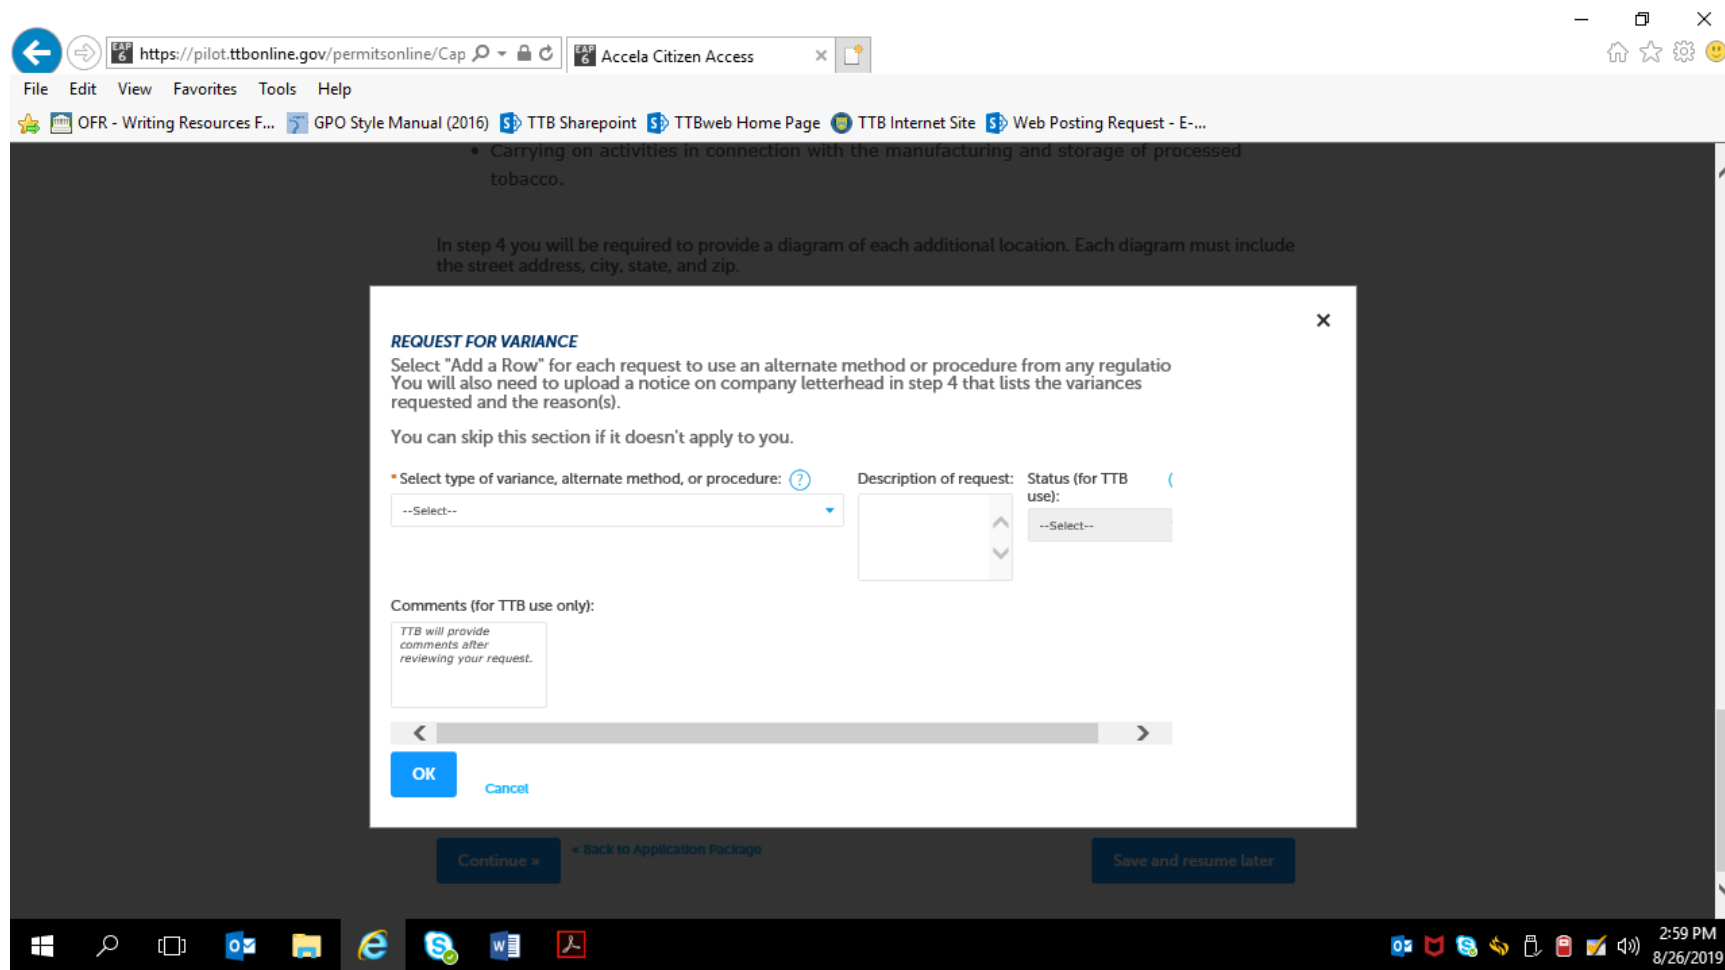 https://pilot.ttbonline.gov/permitsonline/Cap
Accela Citizen Access
File Edit View Favorites Tools Help
OFR - Writing Resources F... GPO Style Manual (2016) TTB Sharepoint TTBweb Home Page TTB Internet Site Web Posting Request - E-...
• Carrying on activities in connection with the manufacturing and storage of processed
tobacco.
In step 4 you will be required to provide a diagram of each additional location. Each diagram must include
the street address, city, state, and zip.
REQUEST FOR VARIANCE
Select "Add a Row" for each request to use an alternate method or procedure from any regulatio
You will also need to upload a notice on company letterhead in step 4 that lists the variances
requested and the reason(s).
You can skip this section if it doesn't apply to you.
* Select type of variance, alternate method, or procedure: ?
Description of request:
Status (for TTB
use):
--Select--
--Select--
Comments (for TTB use only):
TTB will provide
comments after
reviewing your request.
OK
Cancel
Continue »
« Back to Application Package
Save and resume later
2:59 PM
8/26/2019